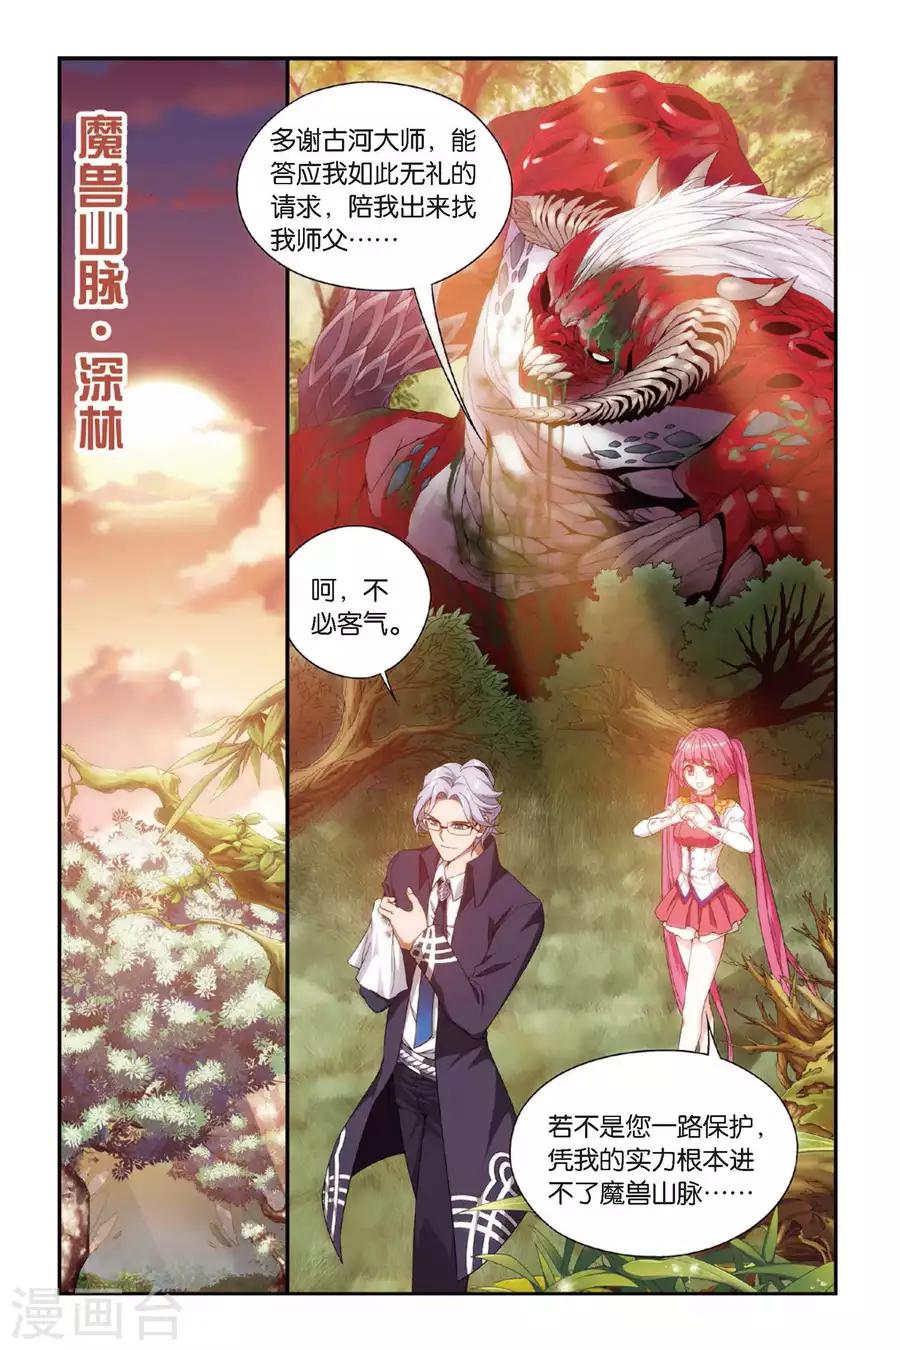 魔兽山脉·深林
多谢古河大师，能
答应我如此无礼的
请求，陪我出来找
我师父……
呵，不
必客气。
若不是您一路保护，
凭我的实力根本进
不了魔兽山脉……
漫画台